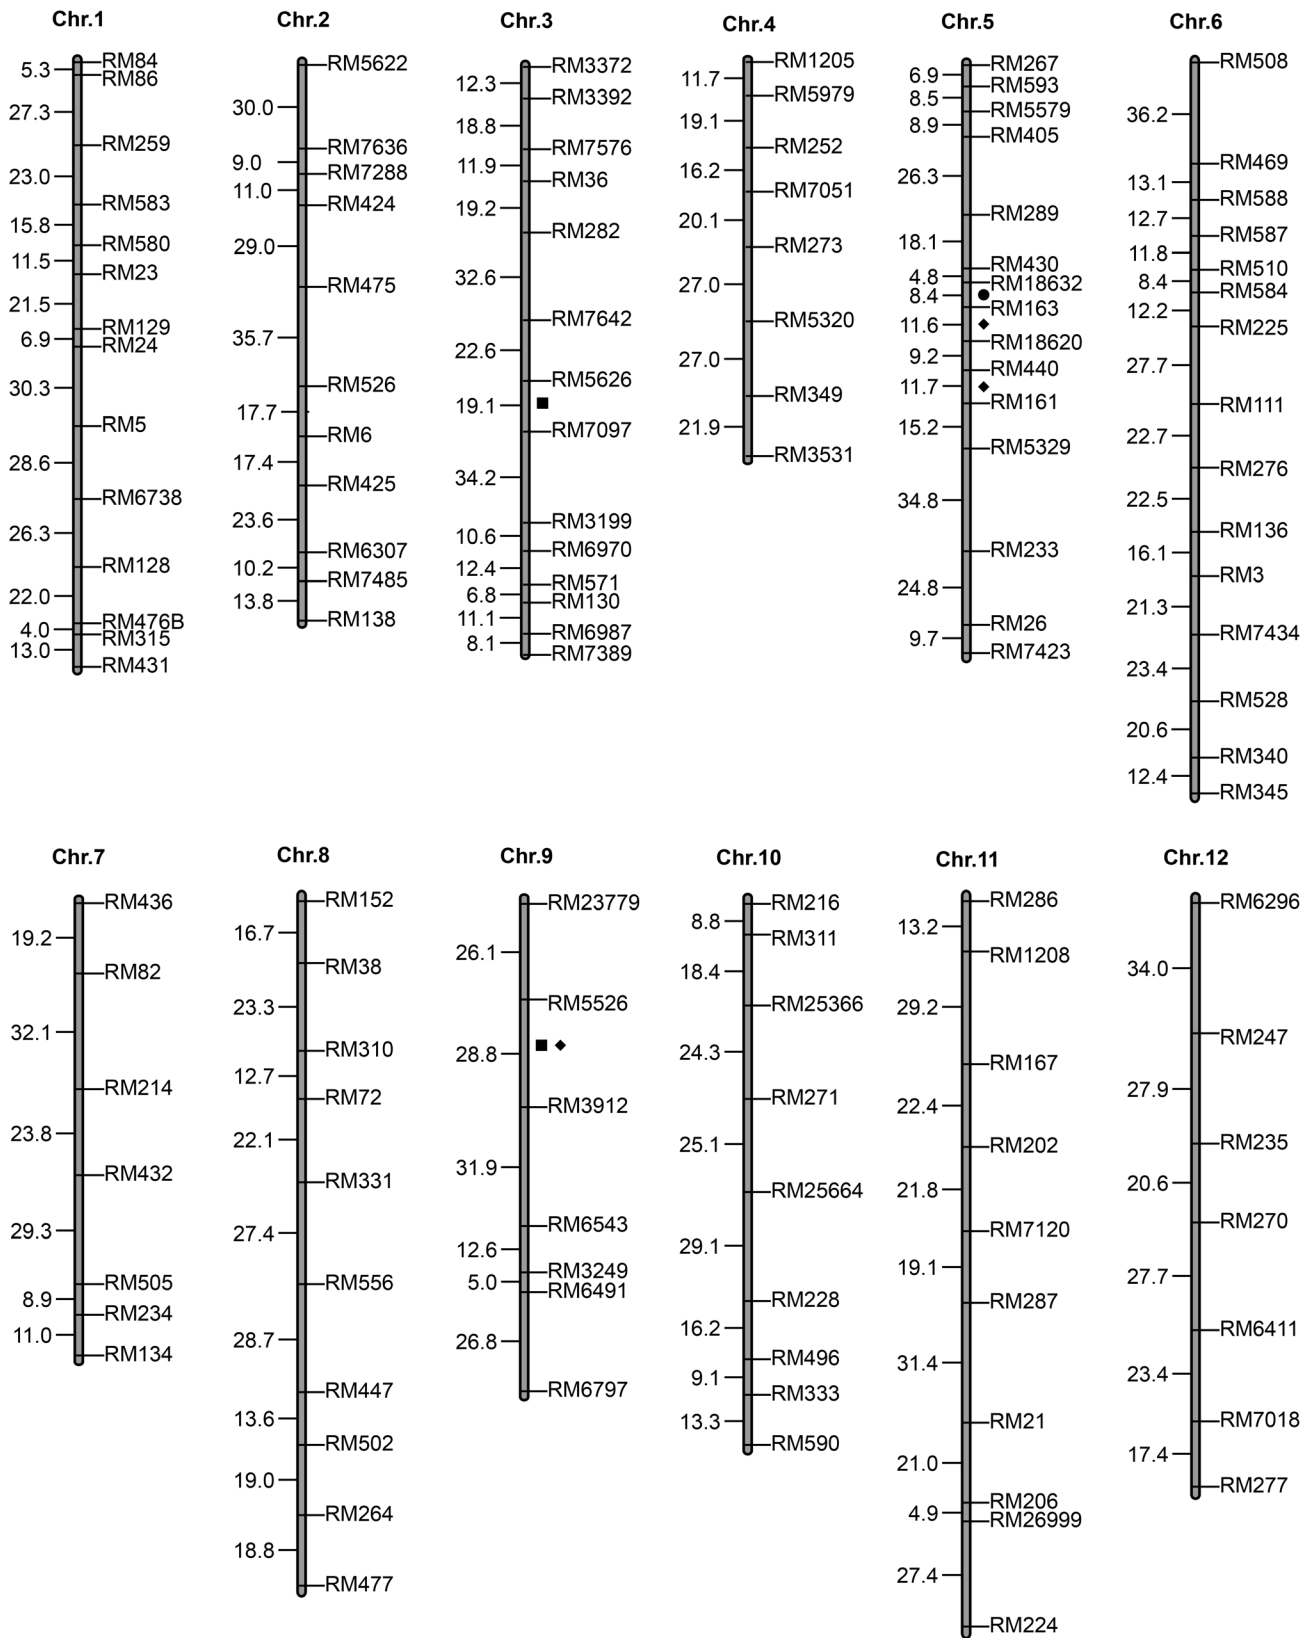 Chr.1
5.3
27.3
23.0
15.8
11.5
21.5
6.9
30.3
28.6
26.3
22.0
4.0
13.0
RM84
RM86
RM259
RM583
RM580
RM23
RM129
RM24
RM5
RM6738
RM128
RM476B
RM315
RM431
Chr.2
30.0
9.0
11.0
29.0
35.7
17.7
17.4
23.6
10.2
13.8
RM5622
RM7636
RM7288
RM424
RM475
RM526
RM6
RM425
RM6307
RM7485
RM138
Chr.3
12.3
18.8
11.9
19.2
32.6
22.6
19.1
34.2
10.6
12.4
6.8
11.1
8.1
RM3372
RM3392
RM7576
RM36
RM282
RM7642
RM5626
RM7097
RM3199
RM6970
RM571
RM130
RM6987
RM7389
Chr.4
11.7
19.1
16.2
20.1
27.0
27.0
21.9
RM1205
RM5979
RM252
RM7051
RM273
RM5320
RM349
RM3531
Chr.5
6.9
8.5
8.9
26.3
18.1
4.8
8.4
11.6
9.2
11.7
15.2
34.8
24.8
9.7
RM267
RM593
RM5579
RM405
RM289
RM430
RM18632
RM163
RM18620
RM440
RM161
RM5329
RM233
RM26
RM7423
Chr.6
36.2
13.1
12.7
11.8
8.4
12.2
27.7
22.7
22.5
16.1
21.3
23.4
20.6
12.4
RM508
RM469
RM588
RM587
RM510
RM584
RM225
RM111
RM276
RM136
RM3
RM7434
RM528
RM340
RM345
Chr.7
19.2
32.1
23.8
29.3
8.9
11.0
RM436
RM82
RM214
RM432
RM505
RM234
RM134
Chr.8
16.7
23.3
12.7
22.1
27.4
28.7
13.6
19.0
18.8
RM152
RM38
RM310
RM72
RM331
RM556
RM447
RM502
RM264
RM477
Chr.9
26.1
28.8
31.9
12.6
5.0
26.8
RM23779
RM5526
RM3912
RM6543
RM3249
RM6491
RM6797
Chr.10
8.8
18.4
24.3
25.1
29.1
16.2
9.1
13.3
RM216
RM311
RM25366
RM271
RM25664
RM228
RM496
RM333
RM590
Chr.11
13.2
29.2
22.4
21.8
19.1
31.4
21.0
4.9
27.4
RM286
RM1208
RM167
RM202
RM7120
RM287
RM21
RM206
RM26999
RM224
Chr.12
34.0
27.9
20.6
27.7
23.4
17.4
RM6296
RM247
RM235
RM270
RM6411
RM7018
RM277